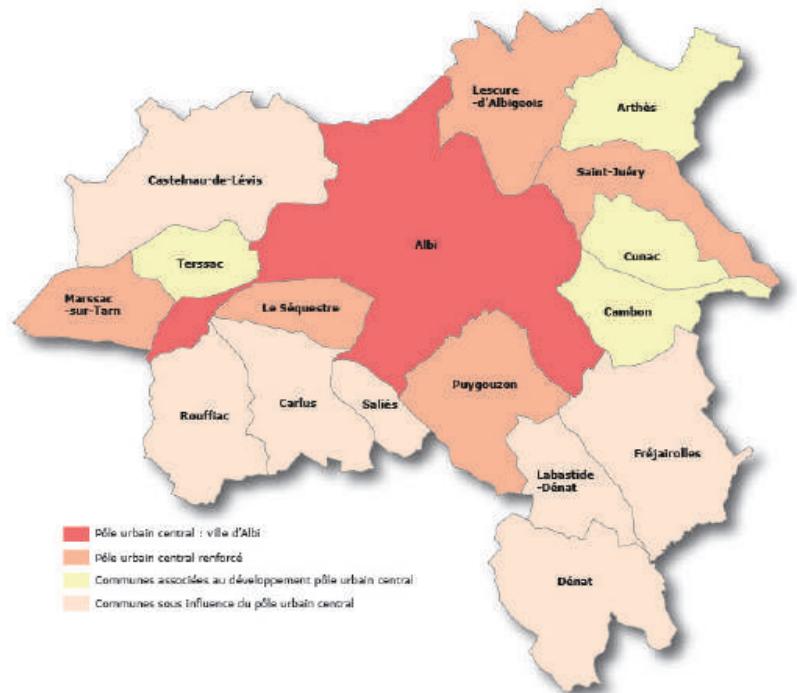 Lescure
-d'Albigeois
Arthès
Saint-Juéry
Castelnau-de-Lévis
Albi
Cunac
Terssac
Marssac
-sur-Tarn
Le Séquestre
Cambon
Puygouzon
Rouffiac
Carlus
Saliès
Fréjairolles
Labastide
-Dénat
Dénat
Pôle urbain central : ville d'Albi
Pôle urbain central renforcé
Communes associées au développement pôle urbain central
Communes sous influence du pôle urbain central